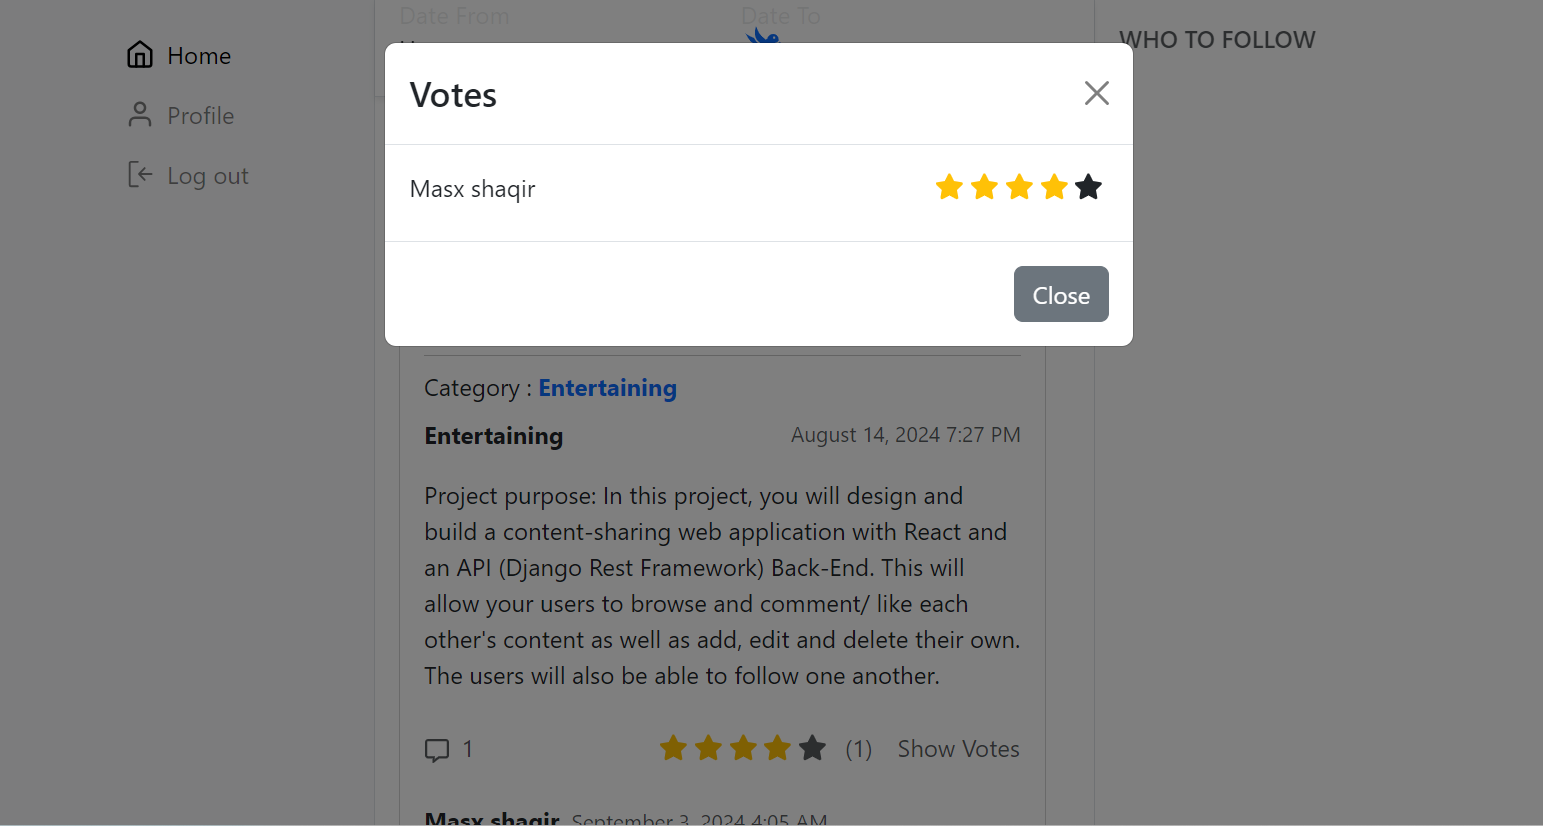 Date From
Date To
Home
Profile
Log out
WHO TO FOLLOW
Votes
Masx shaqir
Close
Category : Entertaining
Entertaining
August 14, 2024 7:27 PM
Project purpose: In this project, you will design and
build a content-sharing web application with React and
an API (Django Rest Framework) Back-End. This will
allow your users to browse and comment/ like each
other's content as well as add, edit and delete their own.
The users will also be able to follow one another.
1
(1)
Show Votes
Masx shaqir
September 3, 2024 4:05 AM